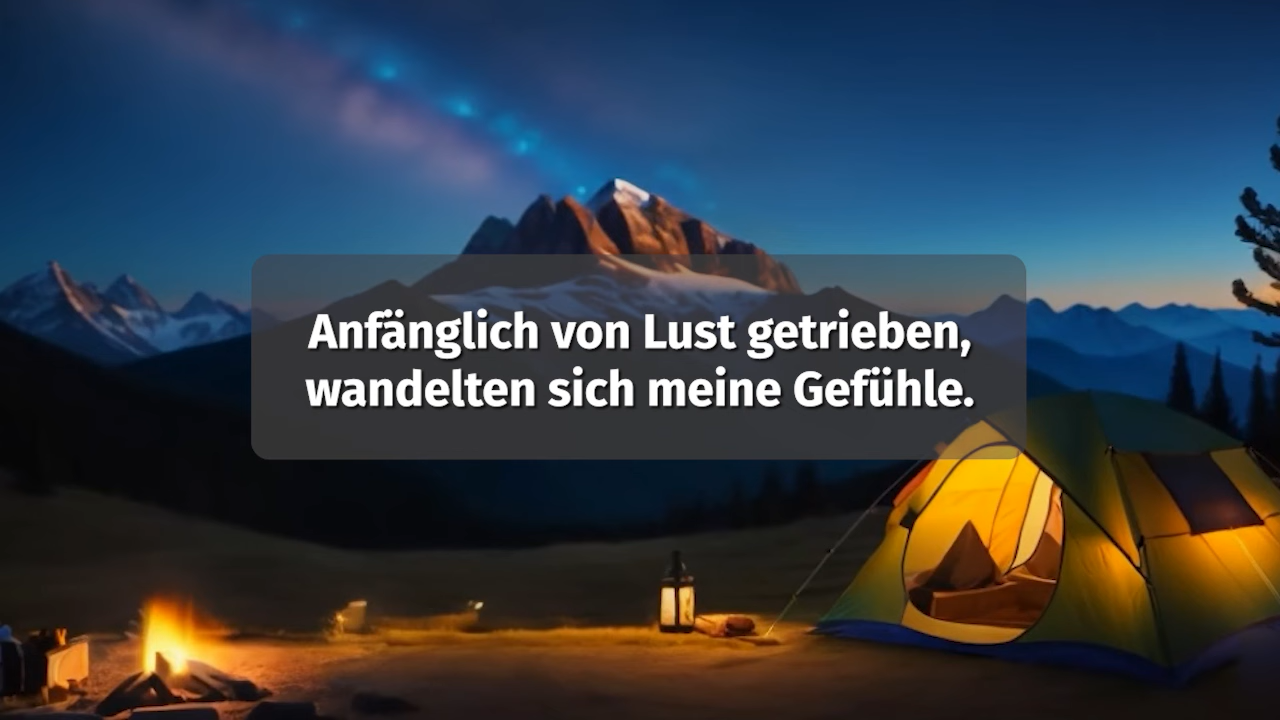 Anfänglich von Lust getrieben,
wandelten sich meine Gefühle.